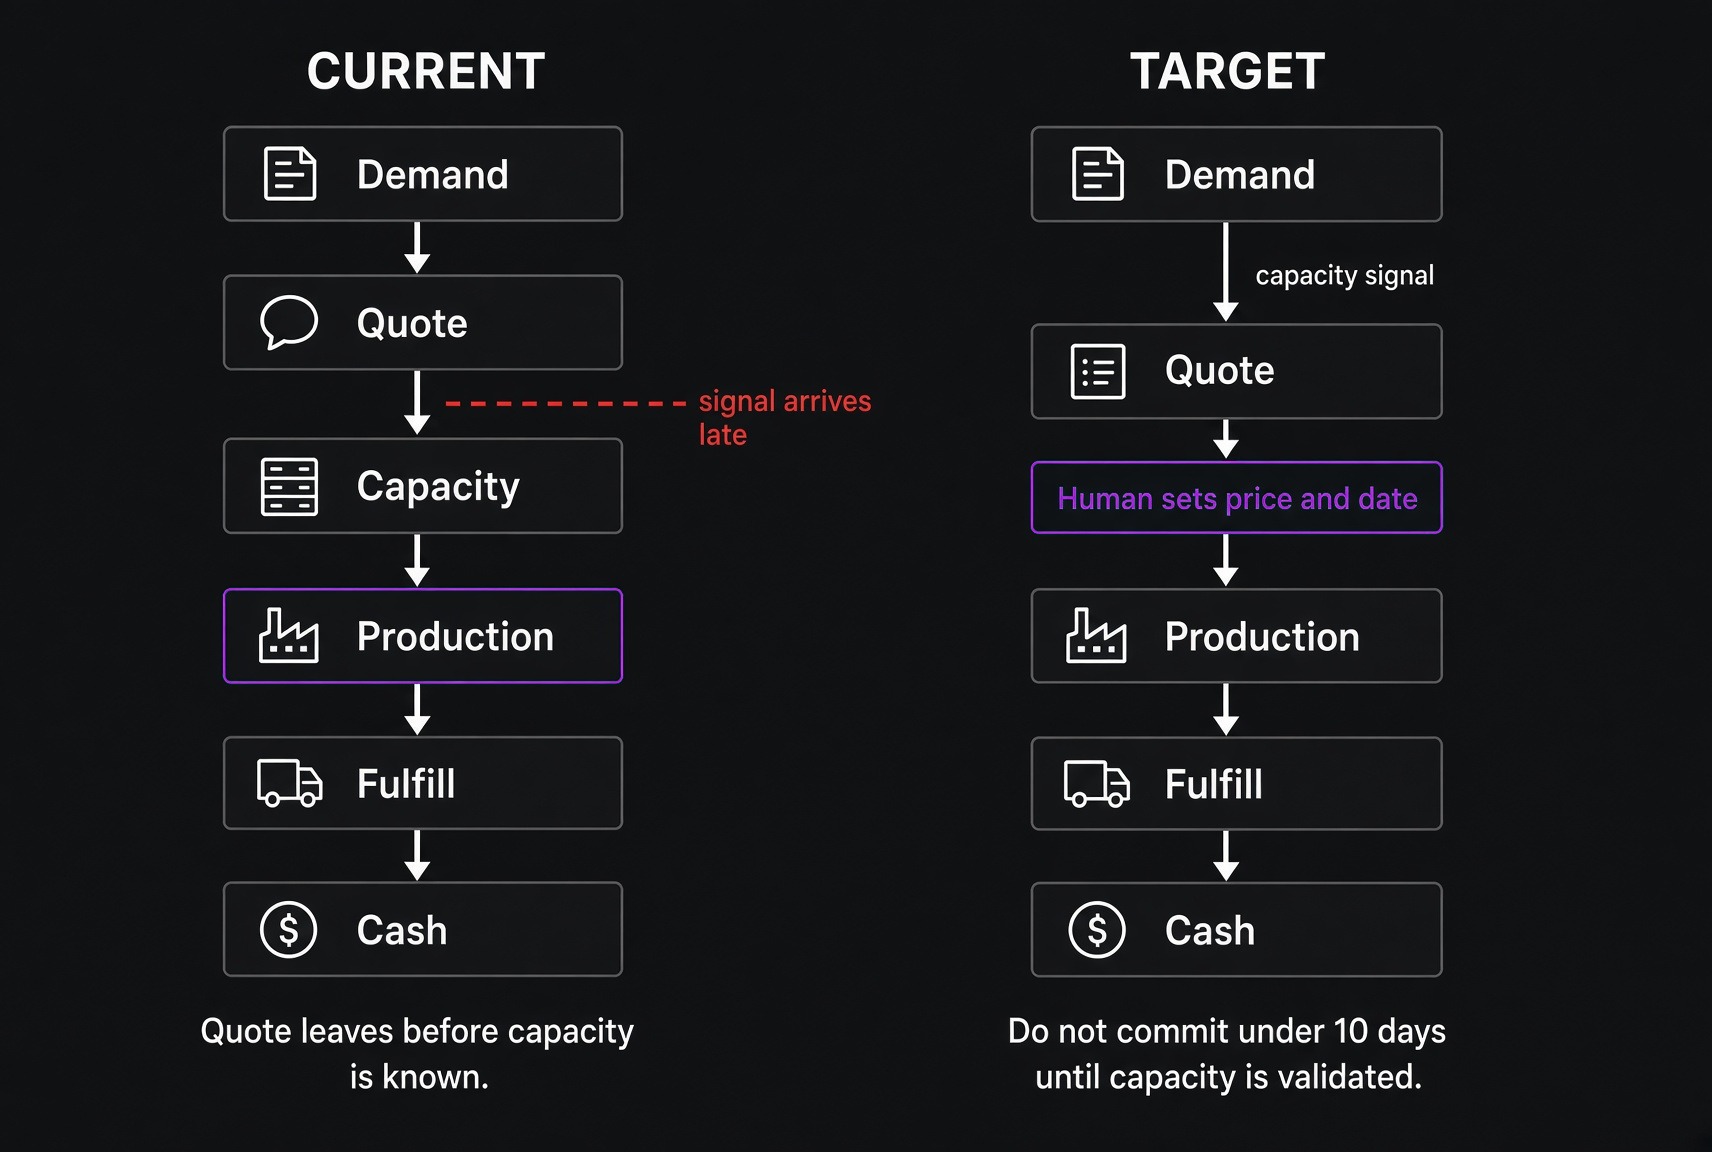 CURRENT
Demand
Quote
signal arrives
late
Capacity
Production
Fulfill
$
Cash
Quote leaves before capacity
is known.
TARGET
Demand
capacity signal
Quote
Human sets price and date
Production
Fulfill
$
Cash
Do not commit under 10 days
until capacity is validated.